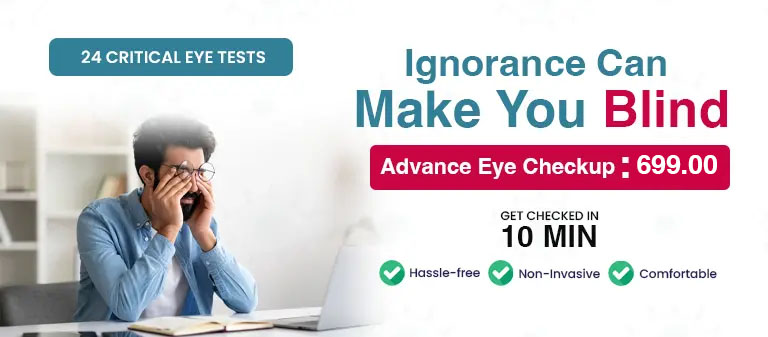 24 CRITICAL EYE TESTS
Ignorance Can
Make You Blind
Advance Eye Checkup : 699.00
GET CHECKED IN
10 MIN
Hassle-free Non-Invasive Comfortable